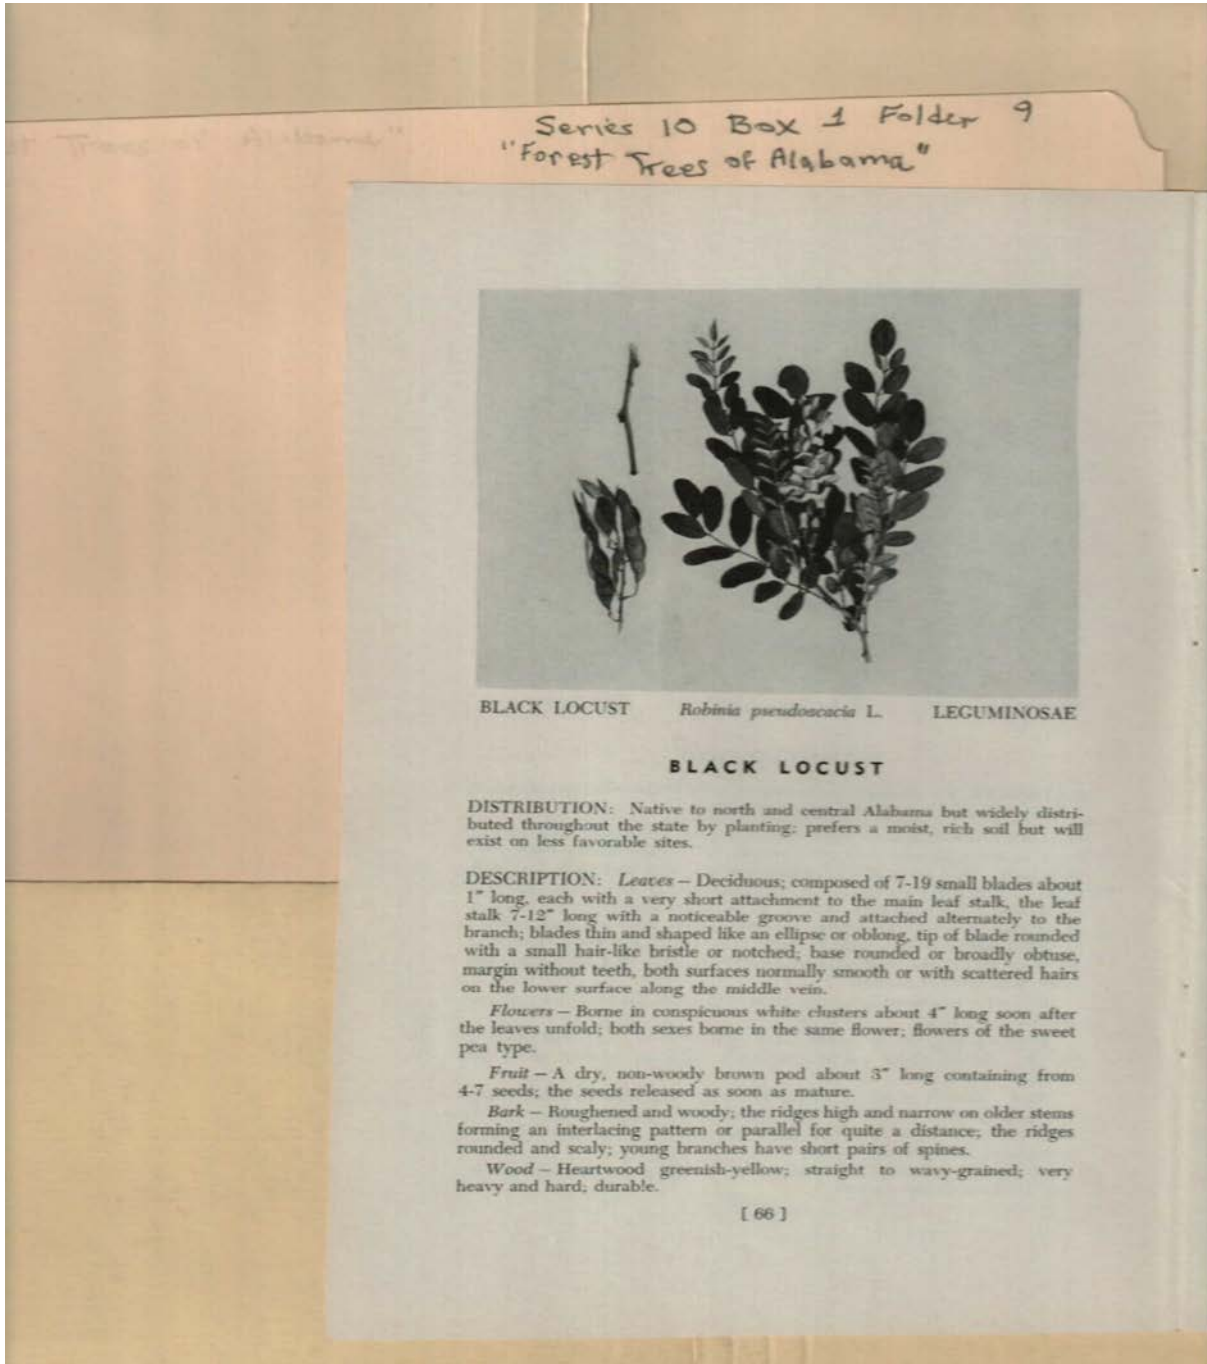 Series 10 Box 1 Folder 9
"Forest Trees of Alabama"
Trees of Alabama"
BLACK LOCUST Robinia pseudoacacia L. LEGUMINOSAE
BLACK LOCUST
DISTRIBUTION: Native to north and central Alabama but widely distri-
buted throughout the state by planting; prefers a moist, rich soil but will
exist on less favorable sites.
DESCRIPTION: Leaves — Deciduous; composed of 7-19 small blades about
1" long, each with a very short attachment to the main leaf stalk, the leaf
stalk 7-12" long with a noticeable groove and attached alternately to the
branch; blades thin and shaped like an ellipse or oblong, tip of blade rounded
with a small hair-like bristle or notched; base rounded or broadly obtuse,
margin without teeth, both surfaces normally smooth or with scattered hairs
on the lower surface along the middle vein.
Flowers — Borne in conspicuous white clusters about 4" long soon after
the leaves unfold; both sexes borne in the same flower; flowers of the sweet
pea type.
Fruit — A dry, non-woody brown pod about 3" long containing from
4-7 seeds; the seeds released as soon as mature.
Bark — Roughened and woody; the ridges high and narrow on older stems
forming an interlacing pattern or parallel for quite a distance; the ridges
rounded and scaly; young branches have short pairs of spines.
Wood — Heartwood greenish-yellow; straight to wavy-grained; very
heavy and hard; durable.
[ 66 ]